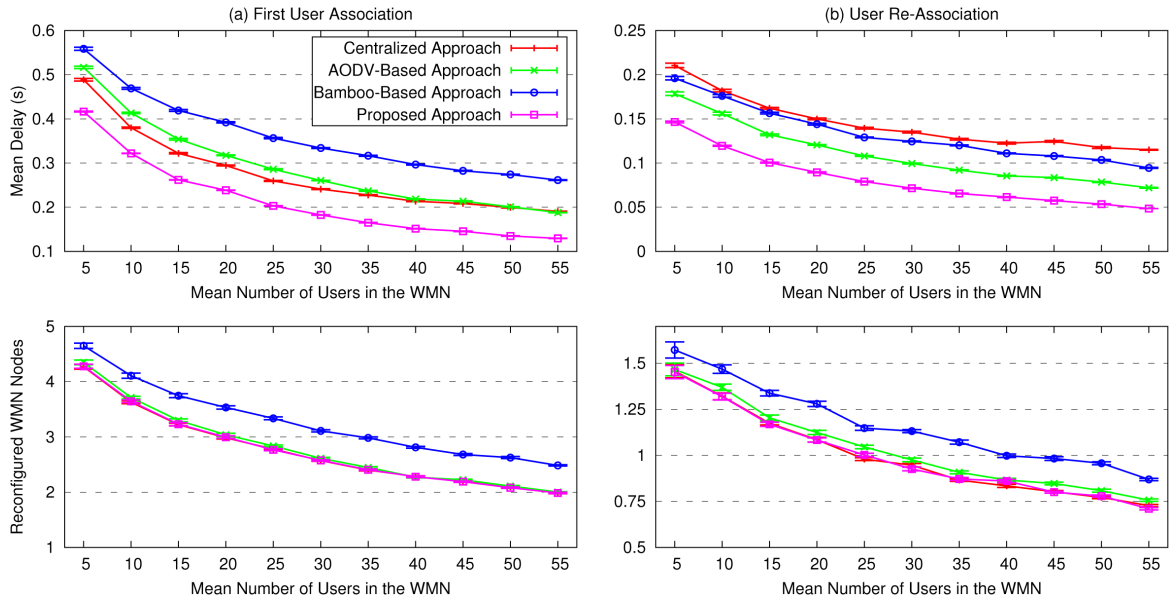 (a) First User Association
Mean Delay (s)
0.6
0.5
0.4
0.3
0.2
0.1
Centralized Approach
AODV-Based Approach
Bamboo-Based Approach
Proposed Approach
5 10 15 20 25 30 35 40 45 50 55
Mean Number of Users in the WMN
(b) User Re-Association
0.25
0.2
0.15
0.1
0.05
0
5 10 15 20 25 30 35 40 45 50 55
Mean Number of Users in the WMN
Reconfigured WMN Nodes
5
4
3
2
1
5 10 15 20 25 30 35 40 45 50 55
Mean Number of Users in the WMN
1.5
1.25
1
0.75
0.5
5 10 15 20 25 30 35 40 45 50 55
Mean Number of Users in the WMN